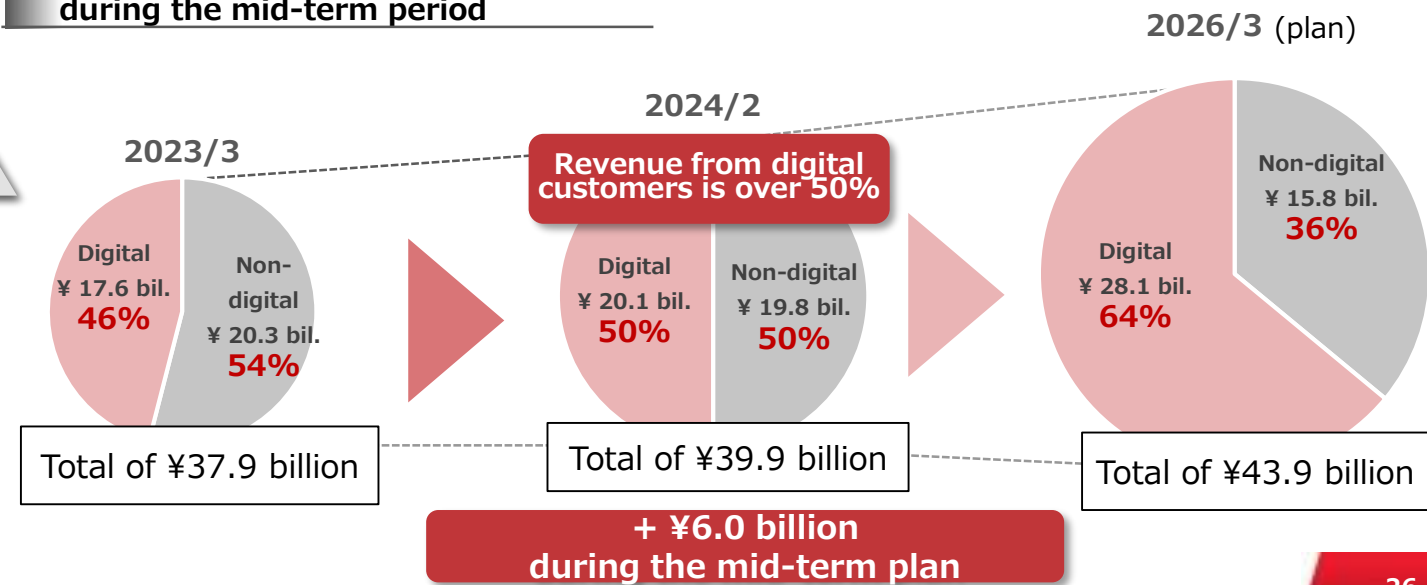 during the mid-term period
2026/3 (plan)
2024/2
2023/3
Revenue from digital
customers is over 50%
Digital
¥ 17.6 bil.
46%
Non-
digital
¥ 20.3 bil.
54%
Digital
¥ 20.1 bil.
50%
Non-digital
¥ 19.8 bil.
50%
Digital
¥ 28.1 bil.
64%
Non-digital
¥ 15.8 bil.
36%
Total of ¥37.9 billion
Total of ¥39.9 billion
Total of ¥43.9 billion
+ ¥6.0 billion
during the mid-term plan